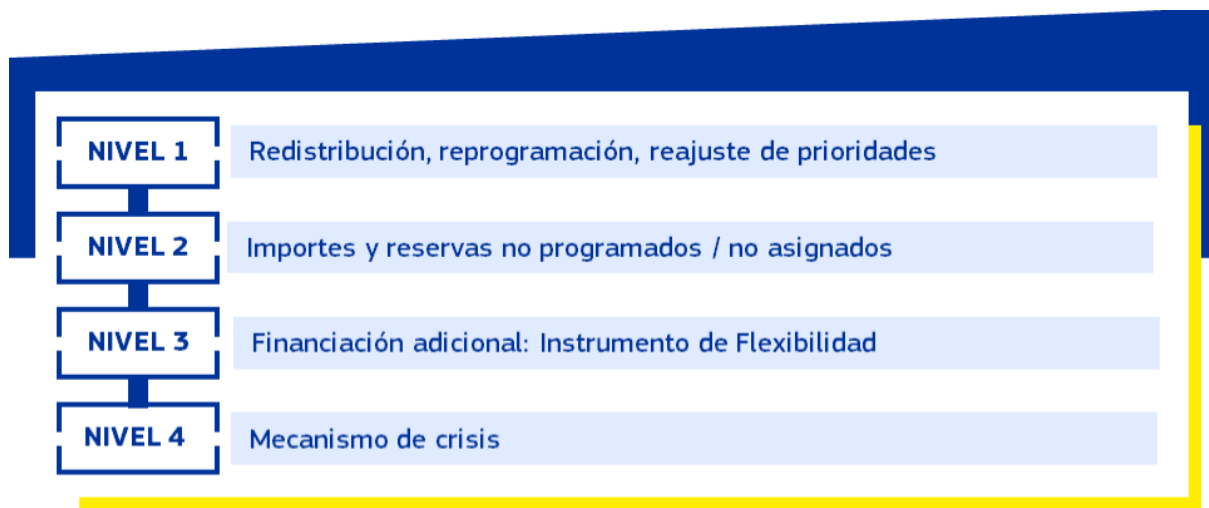 NIVEL 1
Redistribución, reprogramación, reajuste de prioridades
NIVEL 2
Importes y reservas no programados / no asignados
NIVEL 3
Financiación adicional: Instrumento de Flexibilidad
NIVEL 4
Mecanismo de crisis